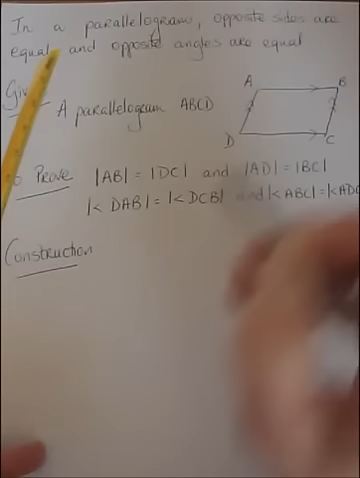 In a parallelogram, opposite sides are
equal and opposite angles are equal
A parallelogram ABCD
A B
D C
Prove |AB| = |DC| and |AD| = |BC|
|< DAB| = |< DCB| and |< ABC| = |< ADC
Construction